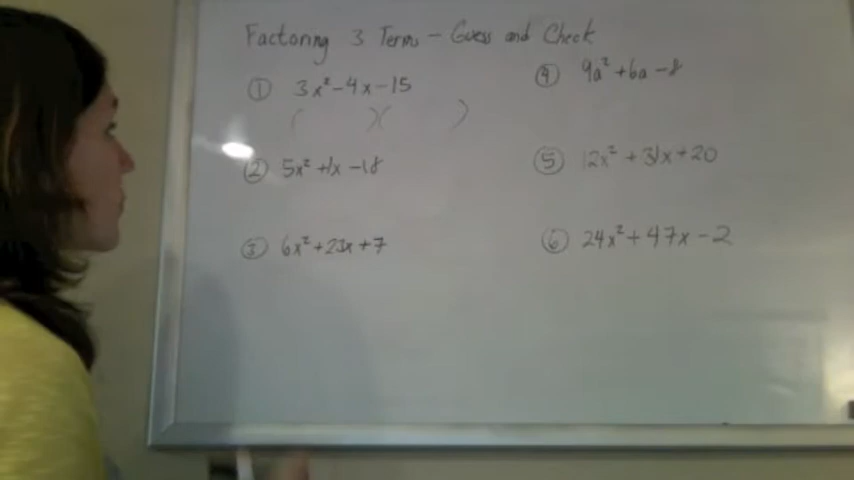 Factoring 3 Terms - Guess and Check
① 3x² - 4x - 15
(      )(      )
② 5x² + 1x - 18
③ 6x² + 23x + 7
④ 9a² + 6a - 8
⑤ 12x² + 31x + 20
⑥ 24x² + 47x - 2